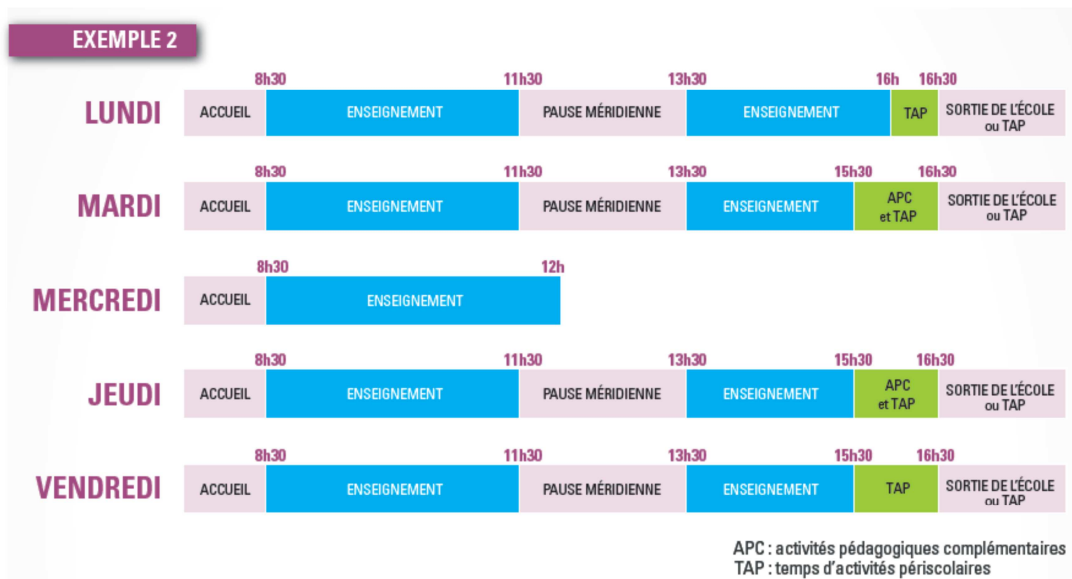 EXEMPLE 2
8h30 11h30 13h30 16h 16h30
LUNDI ACCUEIL ENSEIGNEMENT PAUSE MÉRIDIENNE ENSEIGNEMENT TAP SORTIE DE L'ÉCOLE
ou TAP
8h30 11h30 13h30 15h30 16h30
MARDI ACCUEIL ENSEIGNEMENT PAUSE MÉRIDIENNE ENSEIGNEMENT APC SORTIE DE L'ÉCOLE
et TAP ou TAP
8h30 12h
MERCREDI ACCUEIL ENSEIGNEMENT
8h30 11h30 13h30 15h30 16h30
JEUDI ACCUEIL ENSEIGNEMENT PAUSE MÉRIDIENNE ENSEIGNEMENT APC SORTIE DE L'ÉCOLE
et TAP ou TAP
8h30 11h30 13h30 15h30 16h30
VENDREDI ACCUEIL ENSEIGNEMENT PAUSE MÉRIDIENNE ENSEIGNEMENT TAP SORTIE DE L'ÉCOLE
ou TAP
APC : activités pédagogiques complémentaires
TAP : temps d'activités périscolaires